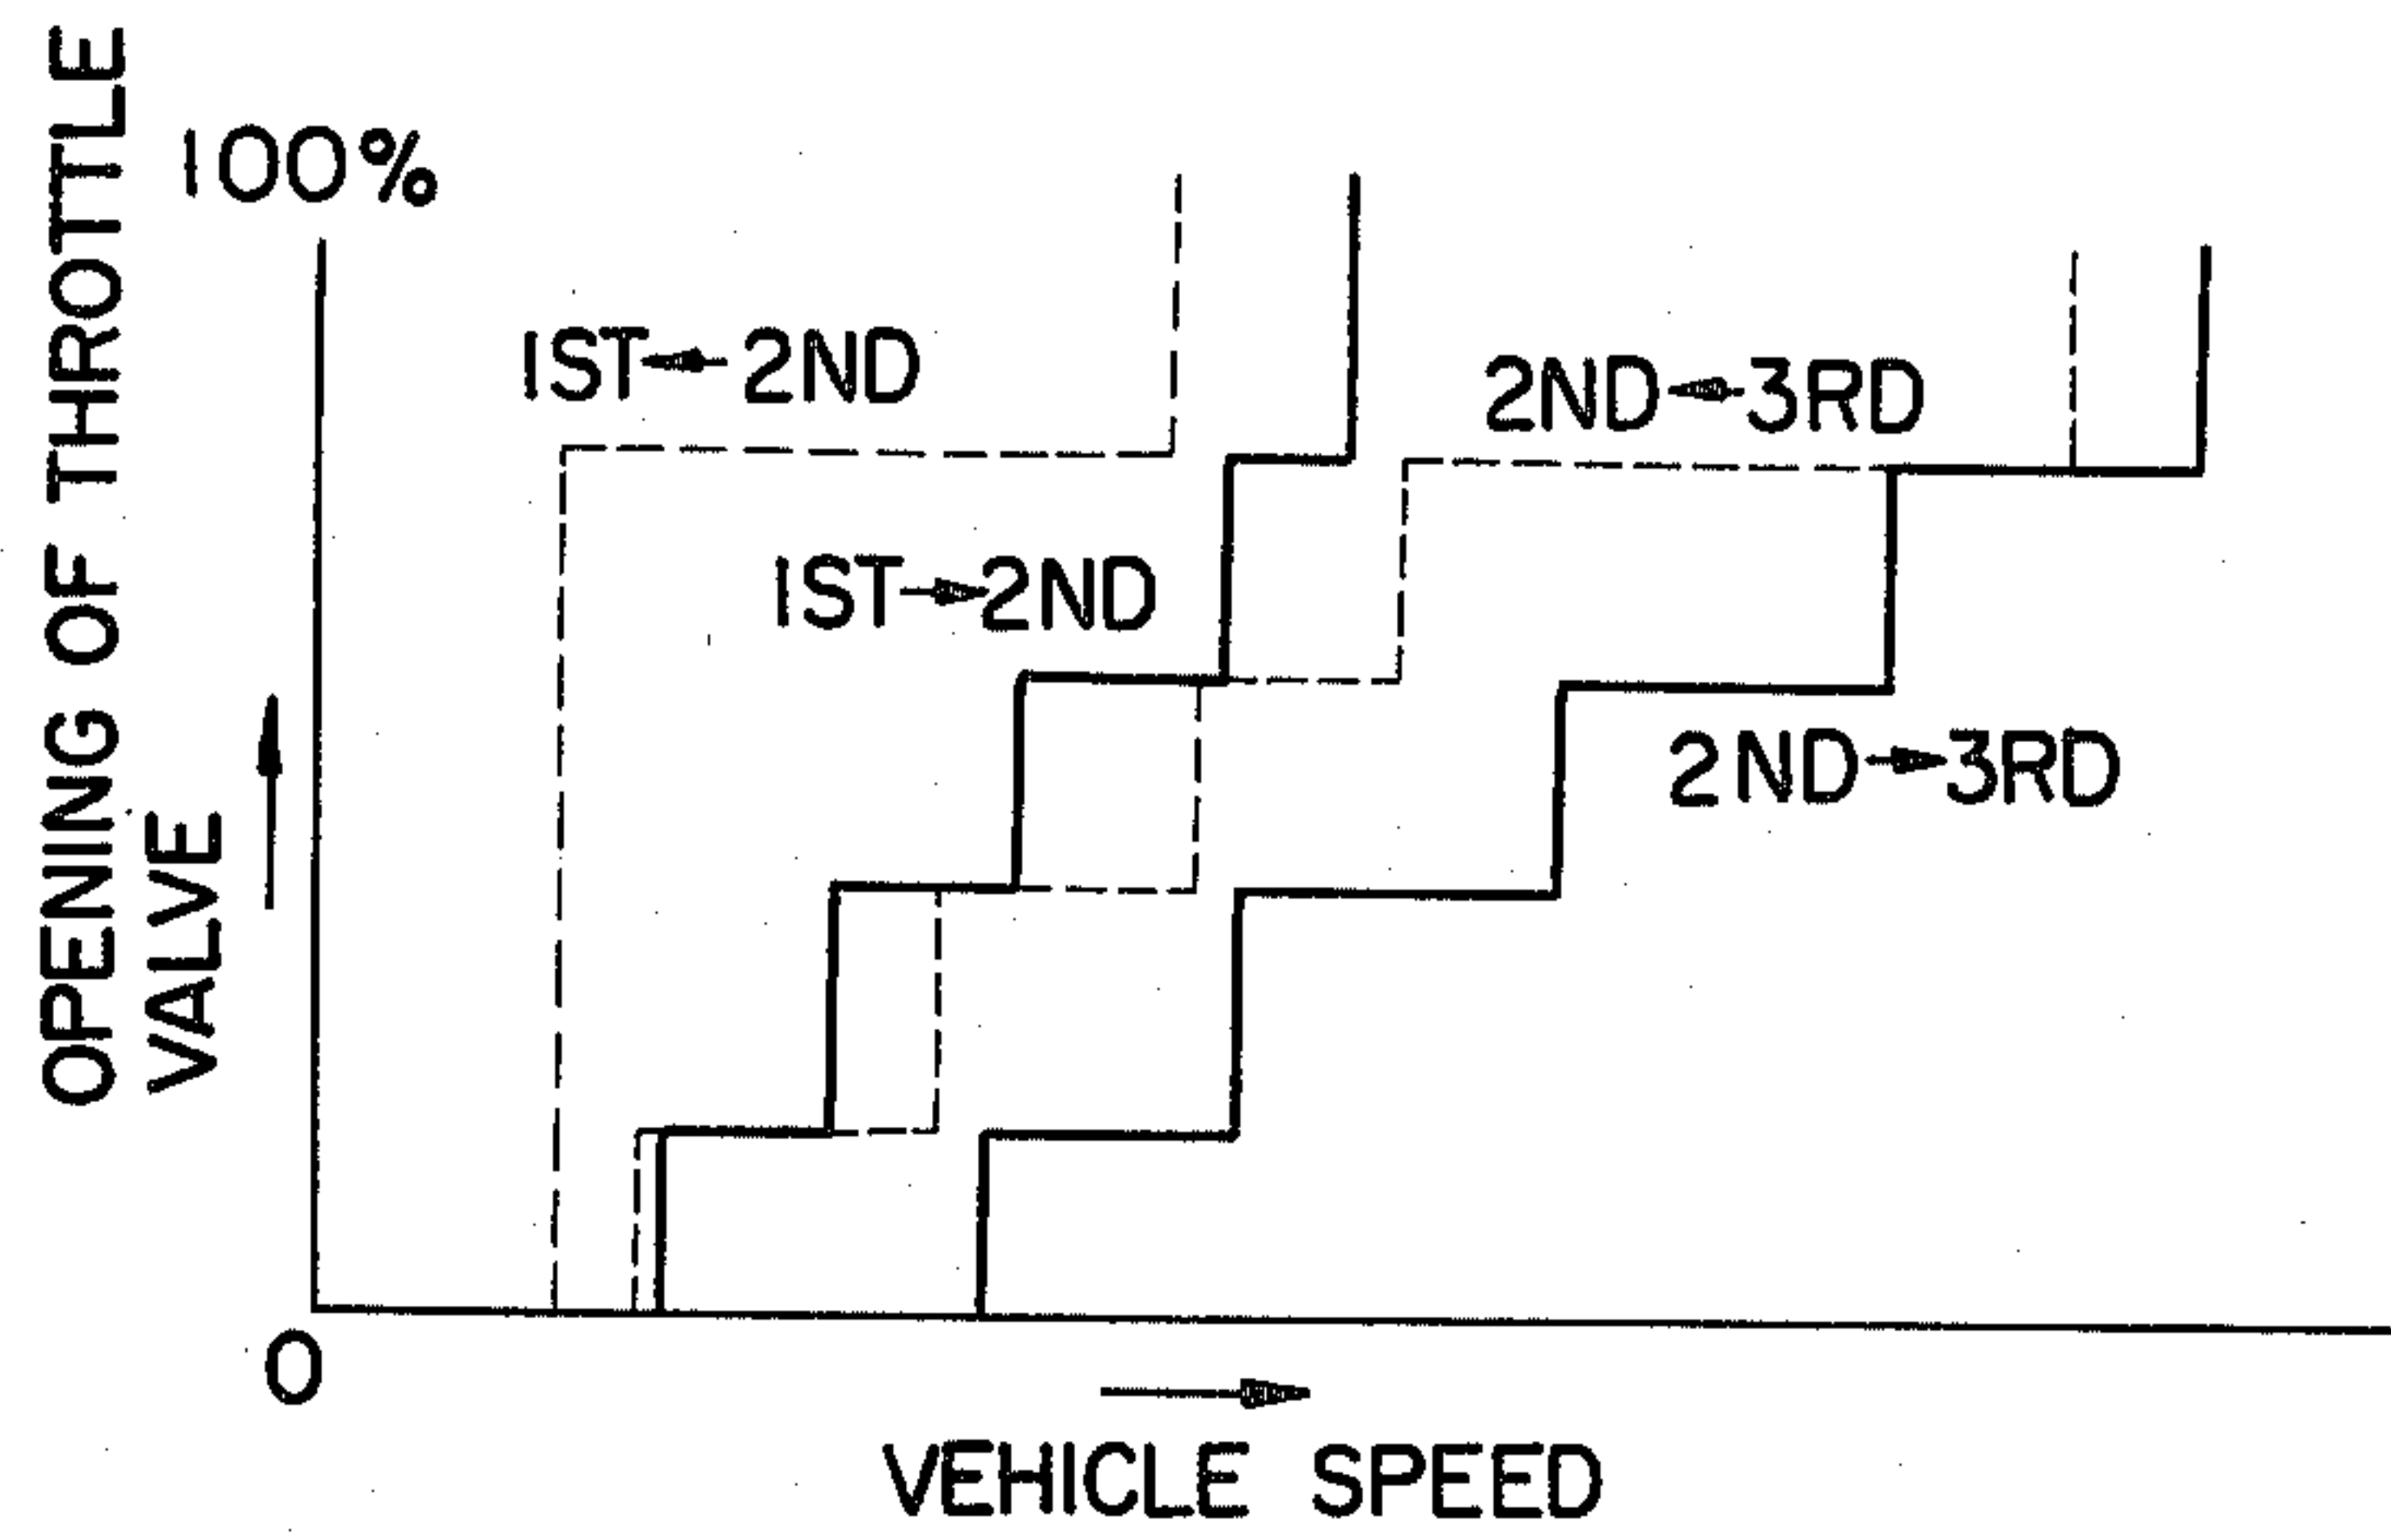 OPENING OF THROTTLE
VALVE
100%
1ST←2ND
2ND←3RD
1ST→2ND
2ND→3RD
0
VEHICLE SPEED